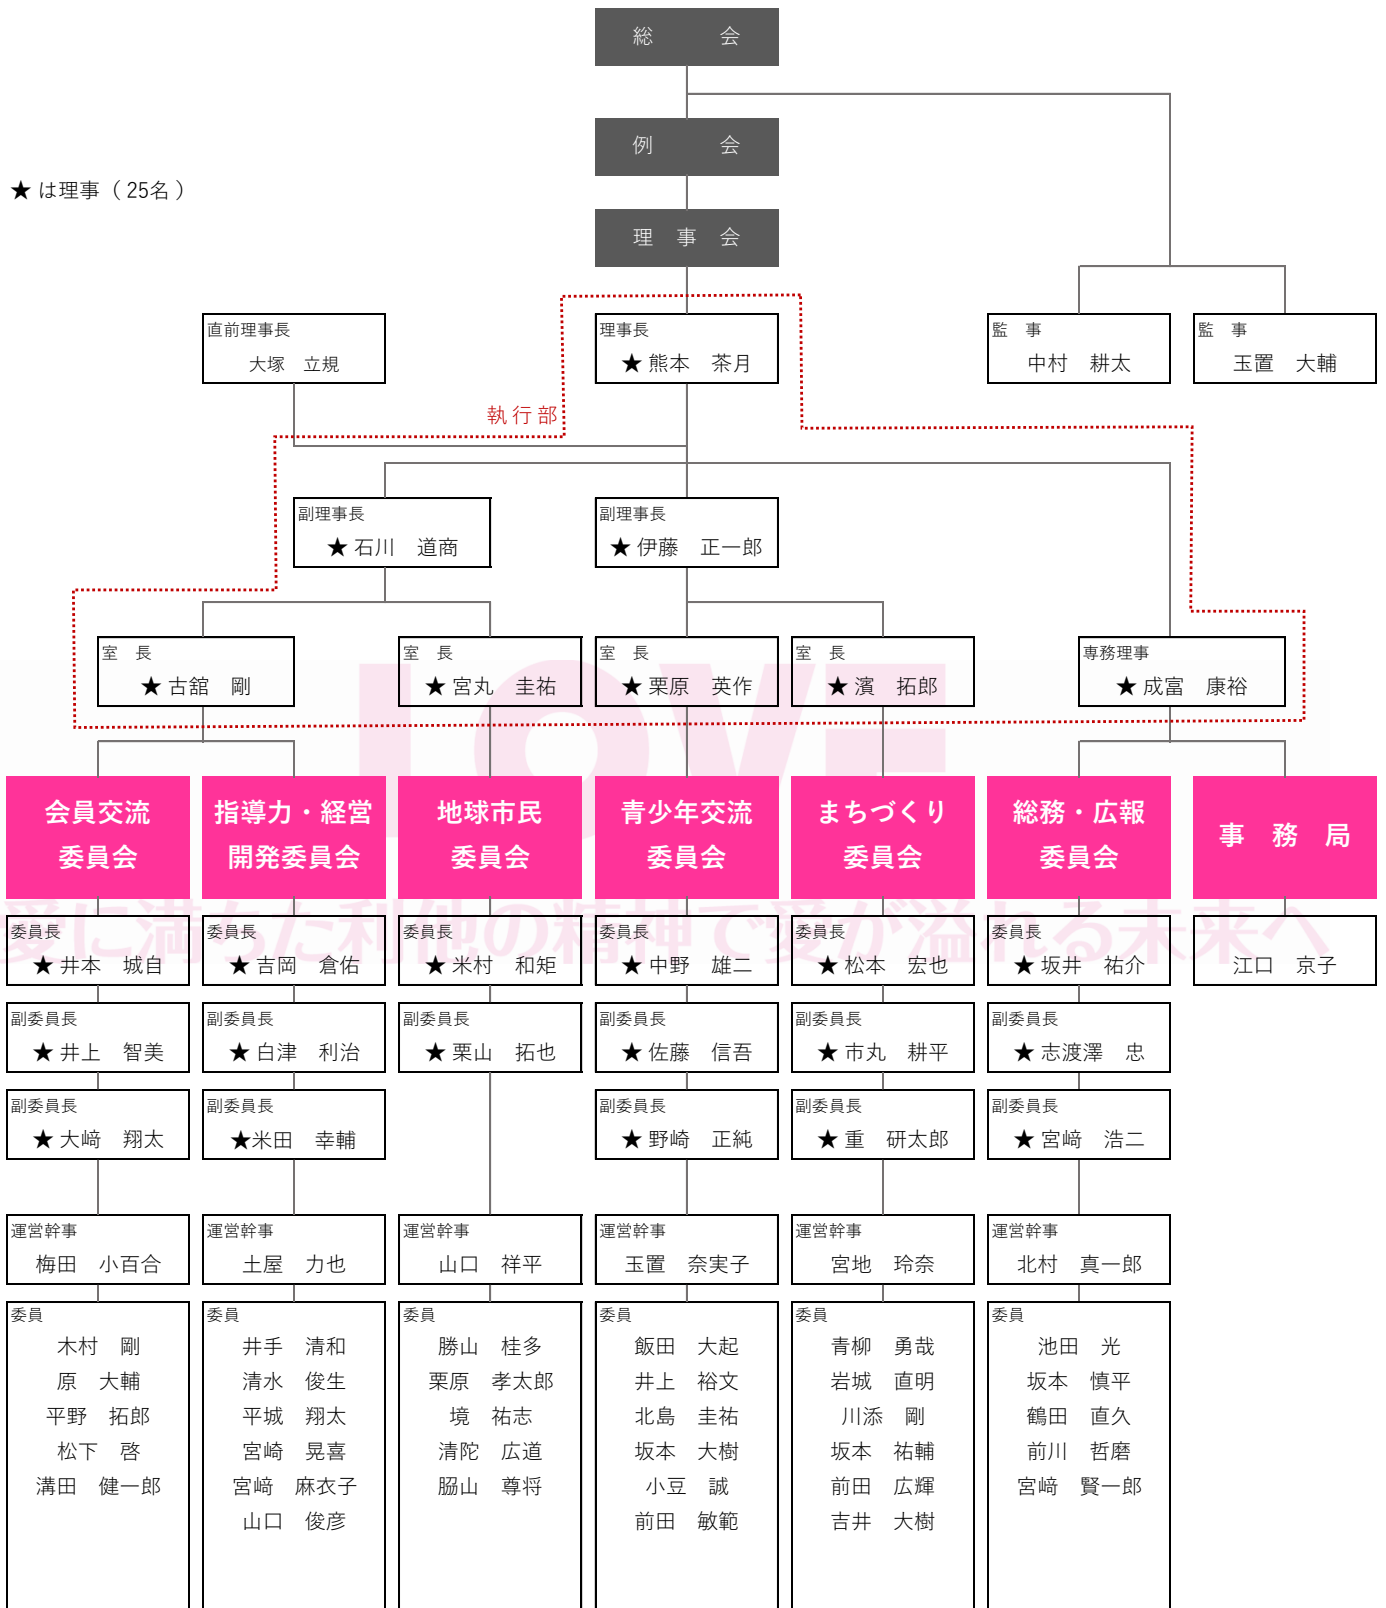 総　会
例　会
★ は理事（ 25名 ）
理　事　会
直前理事長
大塚　立規
理事長
★ 熊本　茶月
監　事
中村　耕太
監　事
玉置　大輔
執 行 部
副理事長
★ 石川　道商
副理事長
★ 伊藤　正一郎
室　長
★ 古舘　剛
室　長
★ 宮丸　圭祐
室　長
★ 栗原　英作
室　長
★ 濱　拓郎
専務理事
★ 成富　康裕
LOVE
愛に満ちた利他の精神で愛が溢れる未来へ
会員交流
委員会
委員長
★ 井本　城自
副委員長
★ 井上　智美
副委員長
★ 大﨑　翔太
運営幹事
梅田　小百合
委員
木村　剛
原　大輔
平野　拓郎
松下　啓
溝田　健一郎
指導力・経営
開発委員会
委員長
★ 吉岡　倉佑
副委員長
★ 白津　利治
副委員長
★米田　幸輔
運営幹事
土屋　力也
委員
井手　清和
清水　俊生
平城　翔太
宮崎　晃喜
宮﨑　麻衣子
山口　俊彦
地球市民
委員会
委員長
★ 米村　和矩
副委員長
★ 栗山　拓也
運営幹事
山口　祥平
委員
勝山　桂多
栗原　孝太郎
境　祐志
清陀　広道
脇山　尊将
青少年交流
委員会
委員長
★ 中野　雄二
副委員長
★ 佐藤　信吾
副委員長
★ 野崎　正純
運営幹事
玉置　奈実子
委員
飯田　大起
井上　裕文
北島　圭祐
坂本　大樹
小豆　誠
前田　敏範
まちづくり
委員会
委員長
★ 松本　宏也
副委員長
★ 市丸　耕平
副委員長
★ 重　研太郎
運営幹事
宮地　玲奈
委員
青柳　勇哉
岩城　直明
川添　剛
坂本　祐輔
前田　広輝
吉井　大樹
総務・広報
委員会
委員長
★ 坂井　祐介
副委員長
★ 志渡澤　忠
副委員長
★ 宮﨑　浩二
運営幹事
北村　真一郎
委員
池田　光
坂本　慎平
鶴田　直久
前川　哲磨
宮﨑　賢一郎
事　務　局
江口　京子